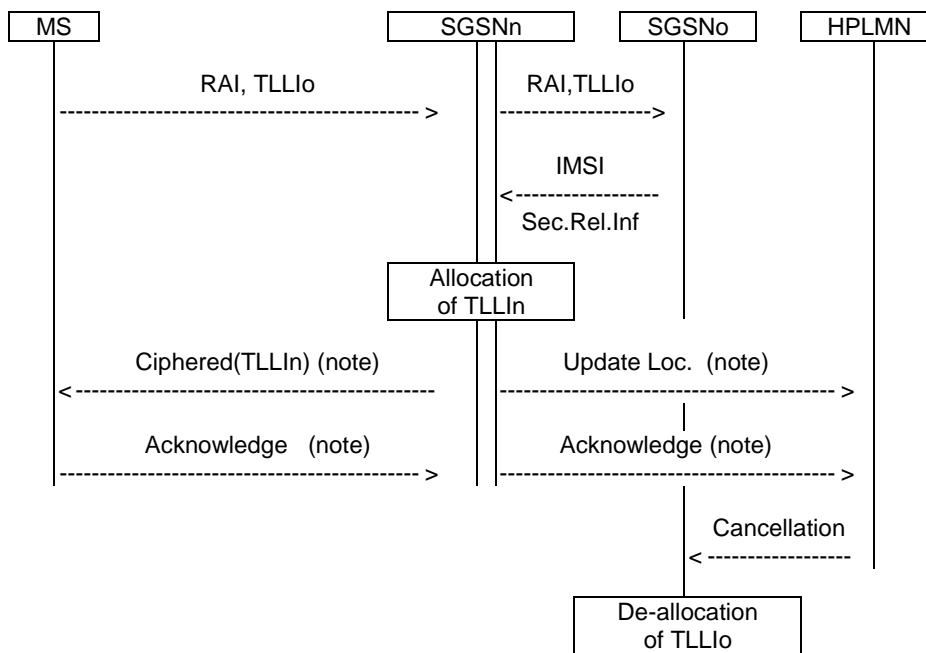 MS SGSNn SGSNo HPLMN
RAI, TLLIo RAI,TLLIo
IMSI
Sec.Rel.Inf
Allocation
of TLLIn
Ciphered(TLLIn) (note) Update Loc. (note)
Acknowledge (note) Acknowledge (note)
Cancellation
De-allocation
of TLLIo